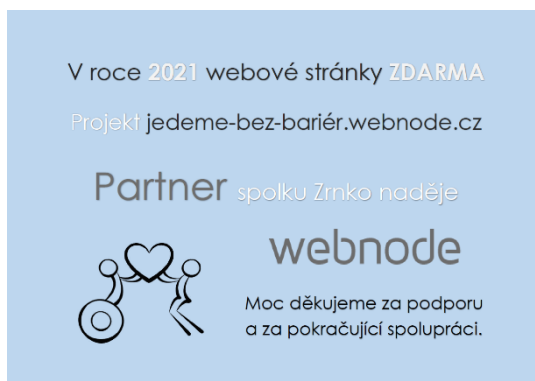 V roce 2021 webové stránky ZDARMA
Projekt jedeme-bez-bariér.webnode.cz
Partner spolku Zrnko naděje
webnode
Moc děkujeme za podporu
a za pokračující spolupráci.